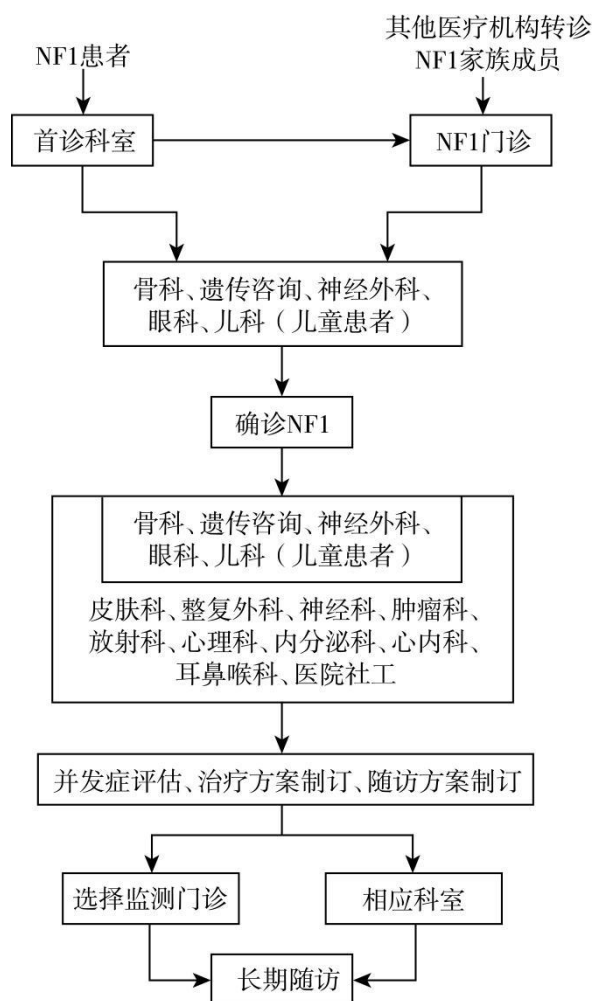 NF1患者
其他医疗机构转诊
NF1家族成员
首诊科室
NF1门诊
骨科、遗传咨询、神经外科、
眼科、儿科（儿童患者）
确诊NF1
骨科、遗传咨询、神经外科、
眼科、儿科（儿童患者）
皮肤科、整复外科、神经科、肿瘤科、
放射科、心理科、内分泌科、心内科、
耳鼻喉科、医院社工
并发症评估、治疗方案制订、随访方案制订
选择监测门诊
相应科室
长期随访